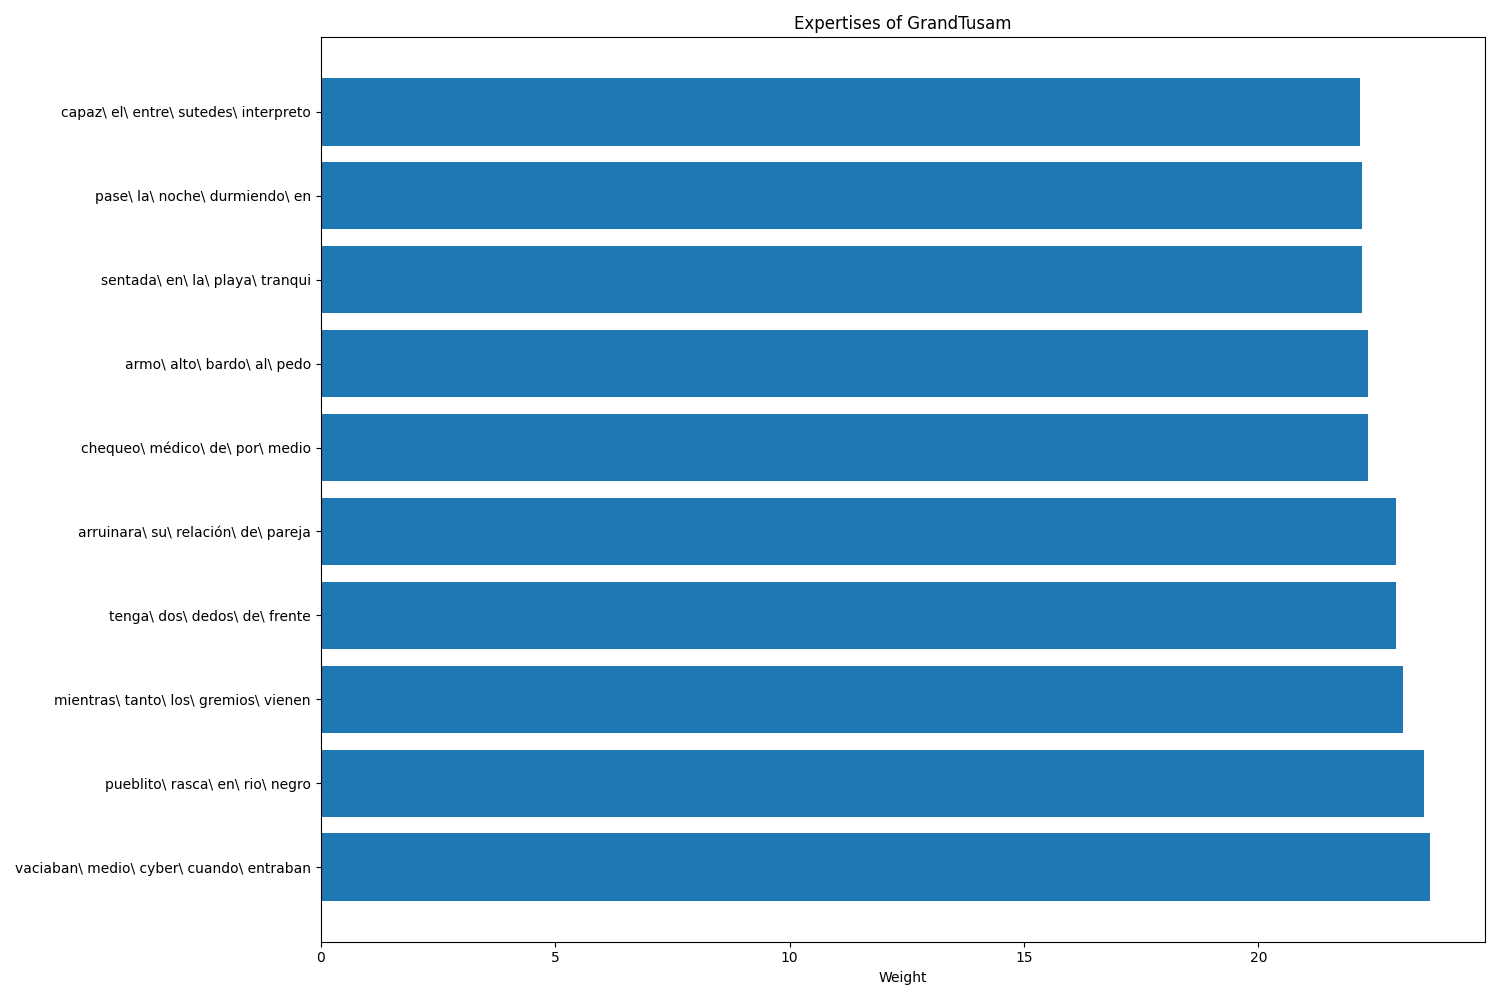 Expertises of GrandTusam
capaz\ el\ entre\ sutedes\ interpreto
pase\ la\ noche\ durmiendo\ en
sentada\ en\ la\ playa\ tranqui
armo\ alto\ bardo\ al\ pedo
chequeo\ médico\ de\ por\ medio
arruinara\ su\ relación\ de\ pareja
tenga\ dos\ dedos\ de\ frente
mientras\ tanto\ los\ gremios\ vienen
pueblito\ rasca\ en\ rio\ negro
vaciaban\ medio\ cyber\ cuando\ entraban
0 5 10 15 20
Weight